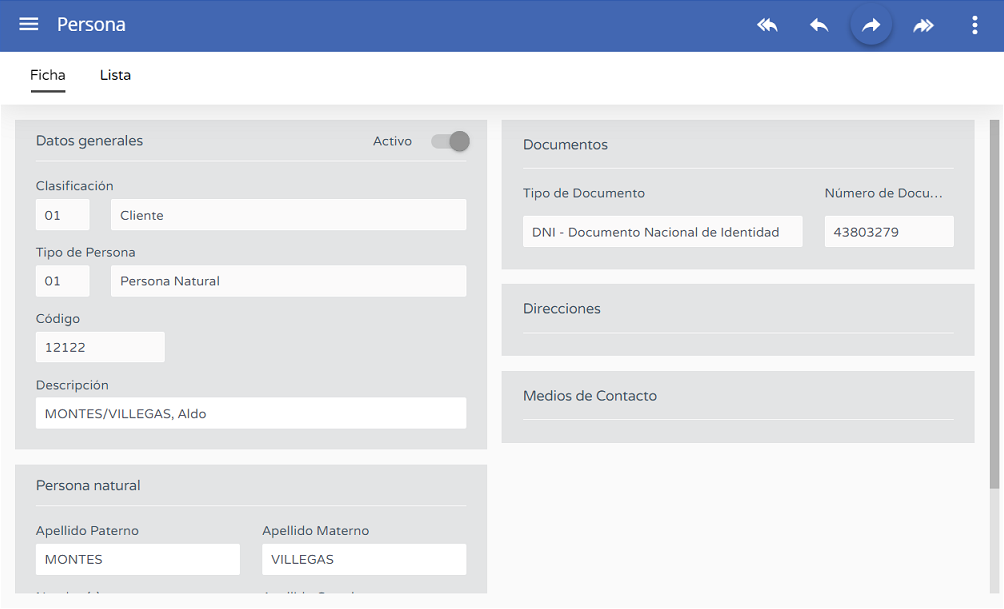 Persona
Ficha
Lista
Datos generales
Activo
Clasificación
01
Cliente
Tipo de Persona
01
Persona Natural
Código
12122
Descripción
MONTES/VILLEGAS, Aldo
Persona natural
Apellido Paterno
Apellido Materno
MONTES
VILLEGAS
Documentos
Tipo de Documento
Número de Docu...
DNI - Documento Nacional de Identidad
43803279
Direcciones
Medios de Contacto